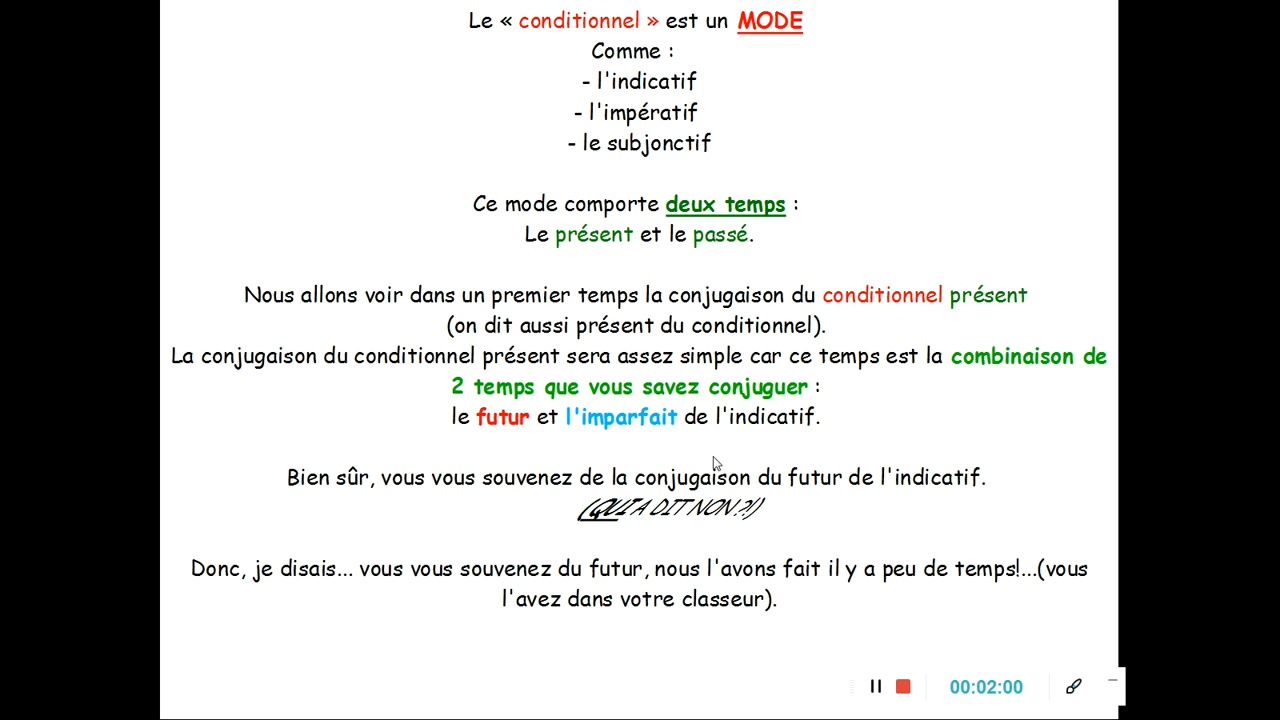 Le « conditionnel » est un MODE
Comme :
- l'indicatif
- l'impératif
- le subjonctif
Ce mode comporte deux temps :
Le présent et le passé.
Nous allons voir dans un premier temps la conjugaison du conditionnel présent
(on dit aussi présent du conditionnel).
La conjugaison du conditionnel présent sera assez simple car ce temps est la combinaison de
2 temps que vous savez conjuguer :
le futur et l'imparfait de l'indicatif.
Bien sûr, vous vous souvenez de la conjugaison du futur de l'indicatif.
(QUI A DIT NON ?!)
Donc, je disais... vous vous souvenez du futur, nous l'avons fait il y a peu de temps!...(vous
l'avez dans votre classeur).
00:02:00